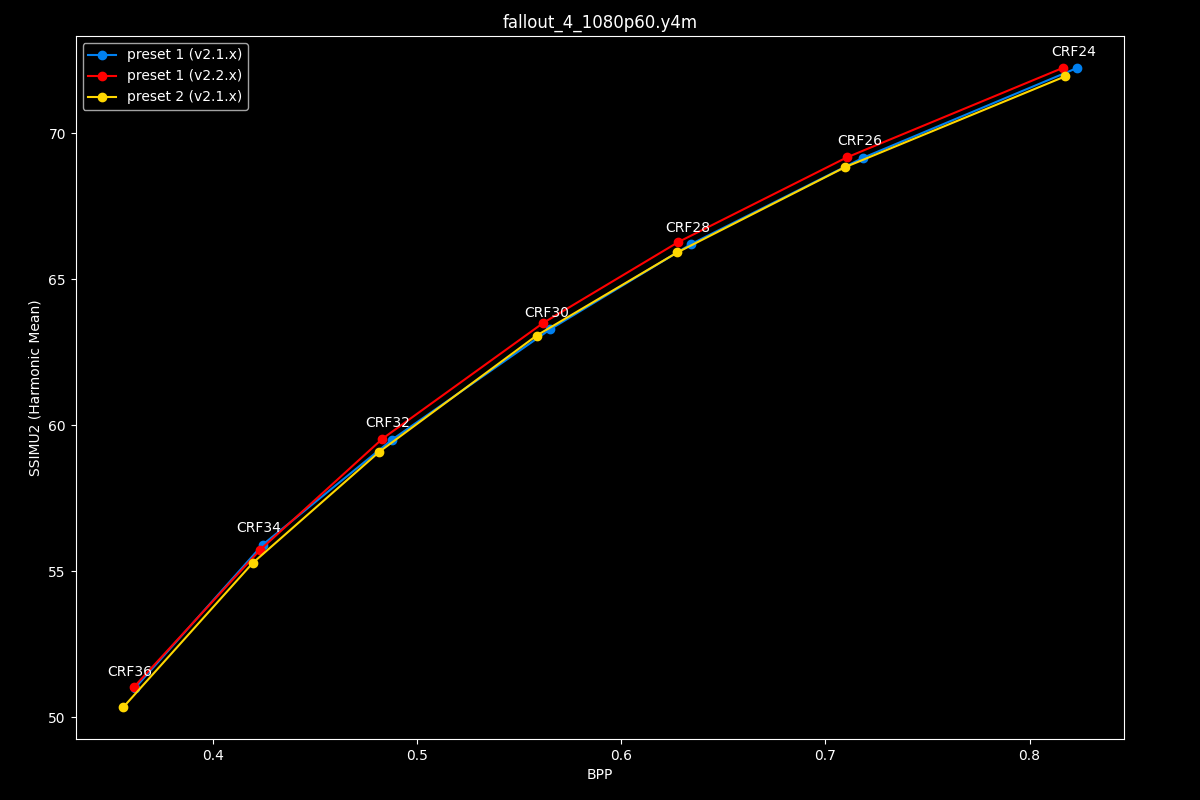 fallout_4_1080p60.y4m
preset 1 (v2.1.x)
preset 1 (v2.2.x)
preset 2 (v2.1.x)
CRF24
CRF26
CRF28
CRF30
CRF32
CRF34
CRF36
70
65
60
55
50
SSIMU2 (Harmonic Mean)
0.4
0.5
0.6
0.7
0.8
BPP